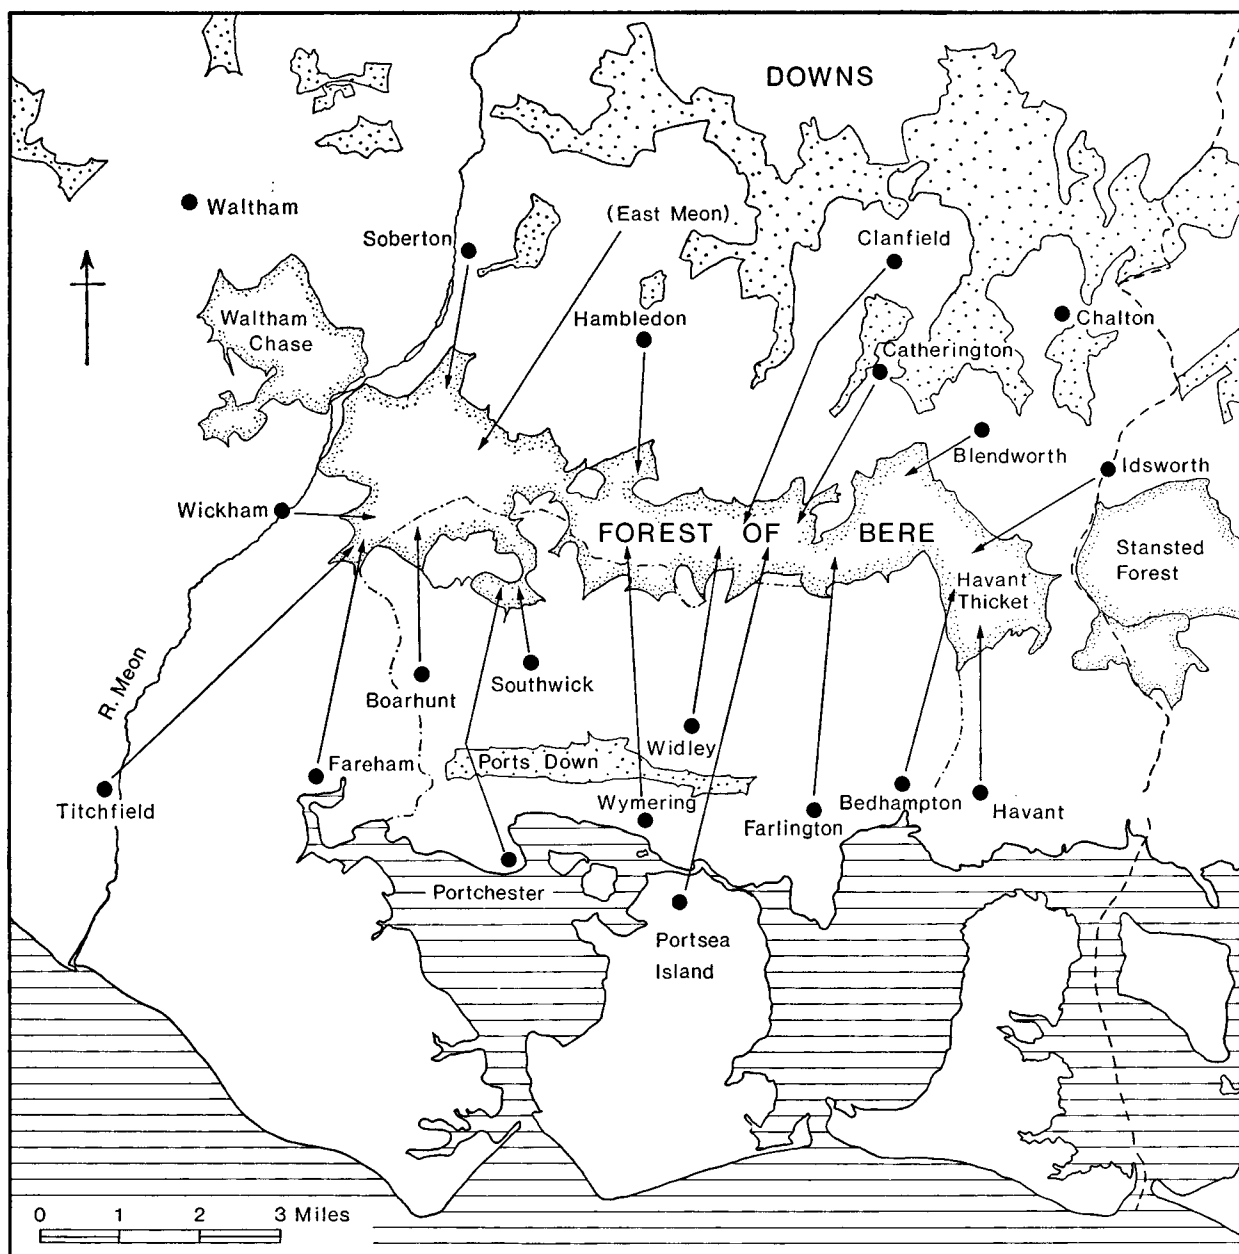 DOWNS
Waltham
(East Meon)
Soberton
Clanfield
Hambledon
Chalton
Waltham
Chase
Catherington
Blendworth
Idsworth
Wickham
FOREST OF BERE
Stansted
Forest
Havant
Thicket
R. Meon
Boarhunt
Southwick
Widley
Fareham
Ports Down
Titchfield
Wymering
Bedhampton
Farlington
Havant
Portchester
Portsea
Island
0 1 2 3 Miles